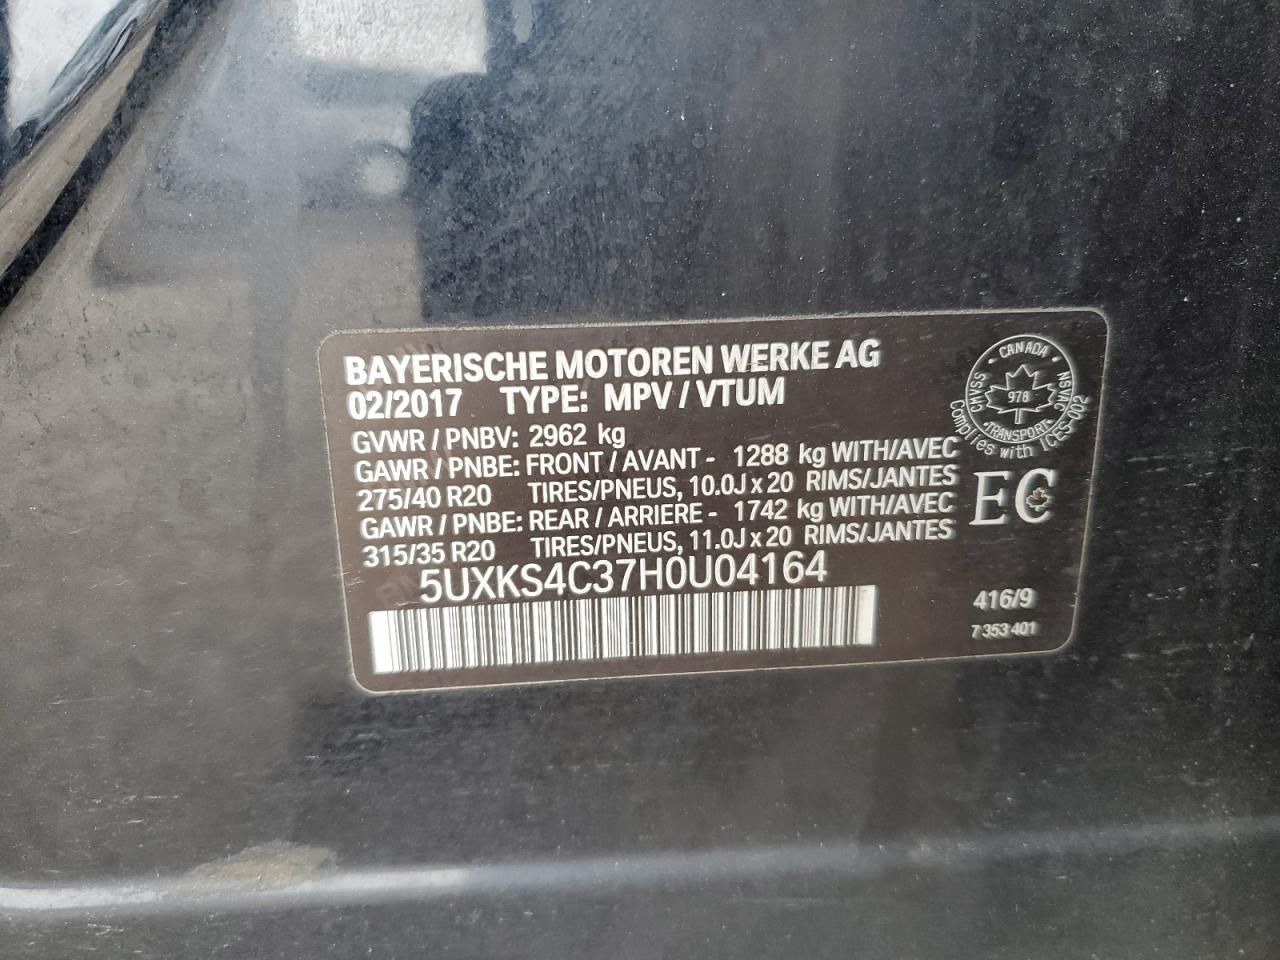 BAYERISCHE MOTOREN WERKE AG
02/2017 TYPE: MPV / VTUM
GVWR / PNBV: 2962 kg
GAWR / PNBE: FRONT / AVANT - 1288 kg WITH/AVEC
275/40 R20 TIRES/PNEUS, 10.0J x 20 RIMS/JANTES
GAWR / PNBE: REAR / ARRIERE - 1742 kg WITH/AVEC
315/35 R20 TIRES/PNEUS, 11.0J x 20 RIMS/JANTES
5UXKS4C37H0U04164
CANADA
CMVSS
NSVAC
978
TRANSPORT
Complies with ICES-002
EC
416/9
7 353 401